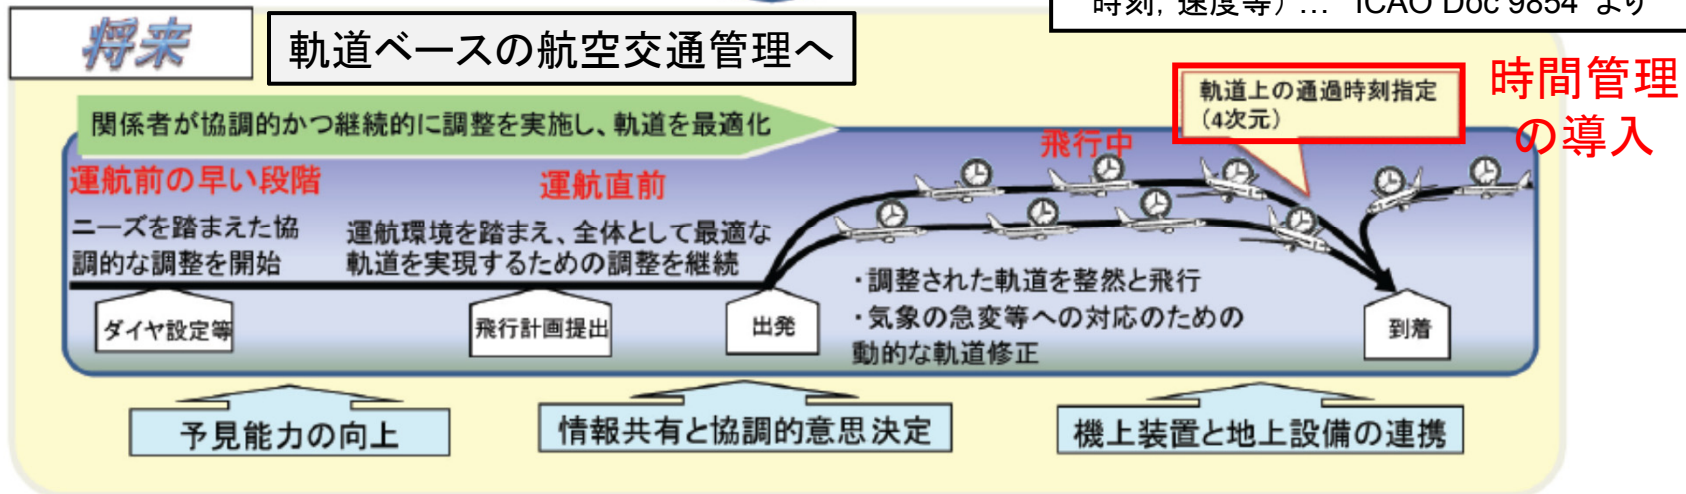 時刻，速度等）… ICAO Doc 9854 より
将来
軌道ベースの航空交通管理へ
時間管理
の導入
軌道上の通過時刻指定
（4次元）
関係者が協調的かつ継続的に調整を実施し、軌道を最適化
飛行中
運航前の早い段階
運航直前
ニーズを踏まえた協
調的な調整を開始
運航環境を踏まえ、全体として最適な
軌道を実現するための調整を継続
・調整された軌道を整然と飛行
・気象の急変等への対応のための
動的な軌道修正
ダイヤ設定等
飛行計画提出
出発
到着
予見能力の向上
情報共有と協調的意思決定
機上装置と地上設備の連携